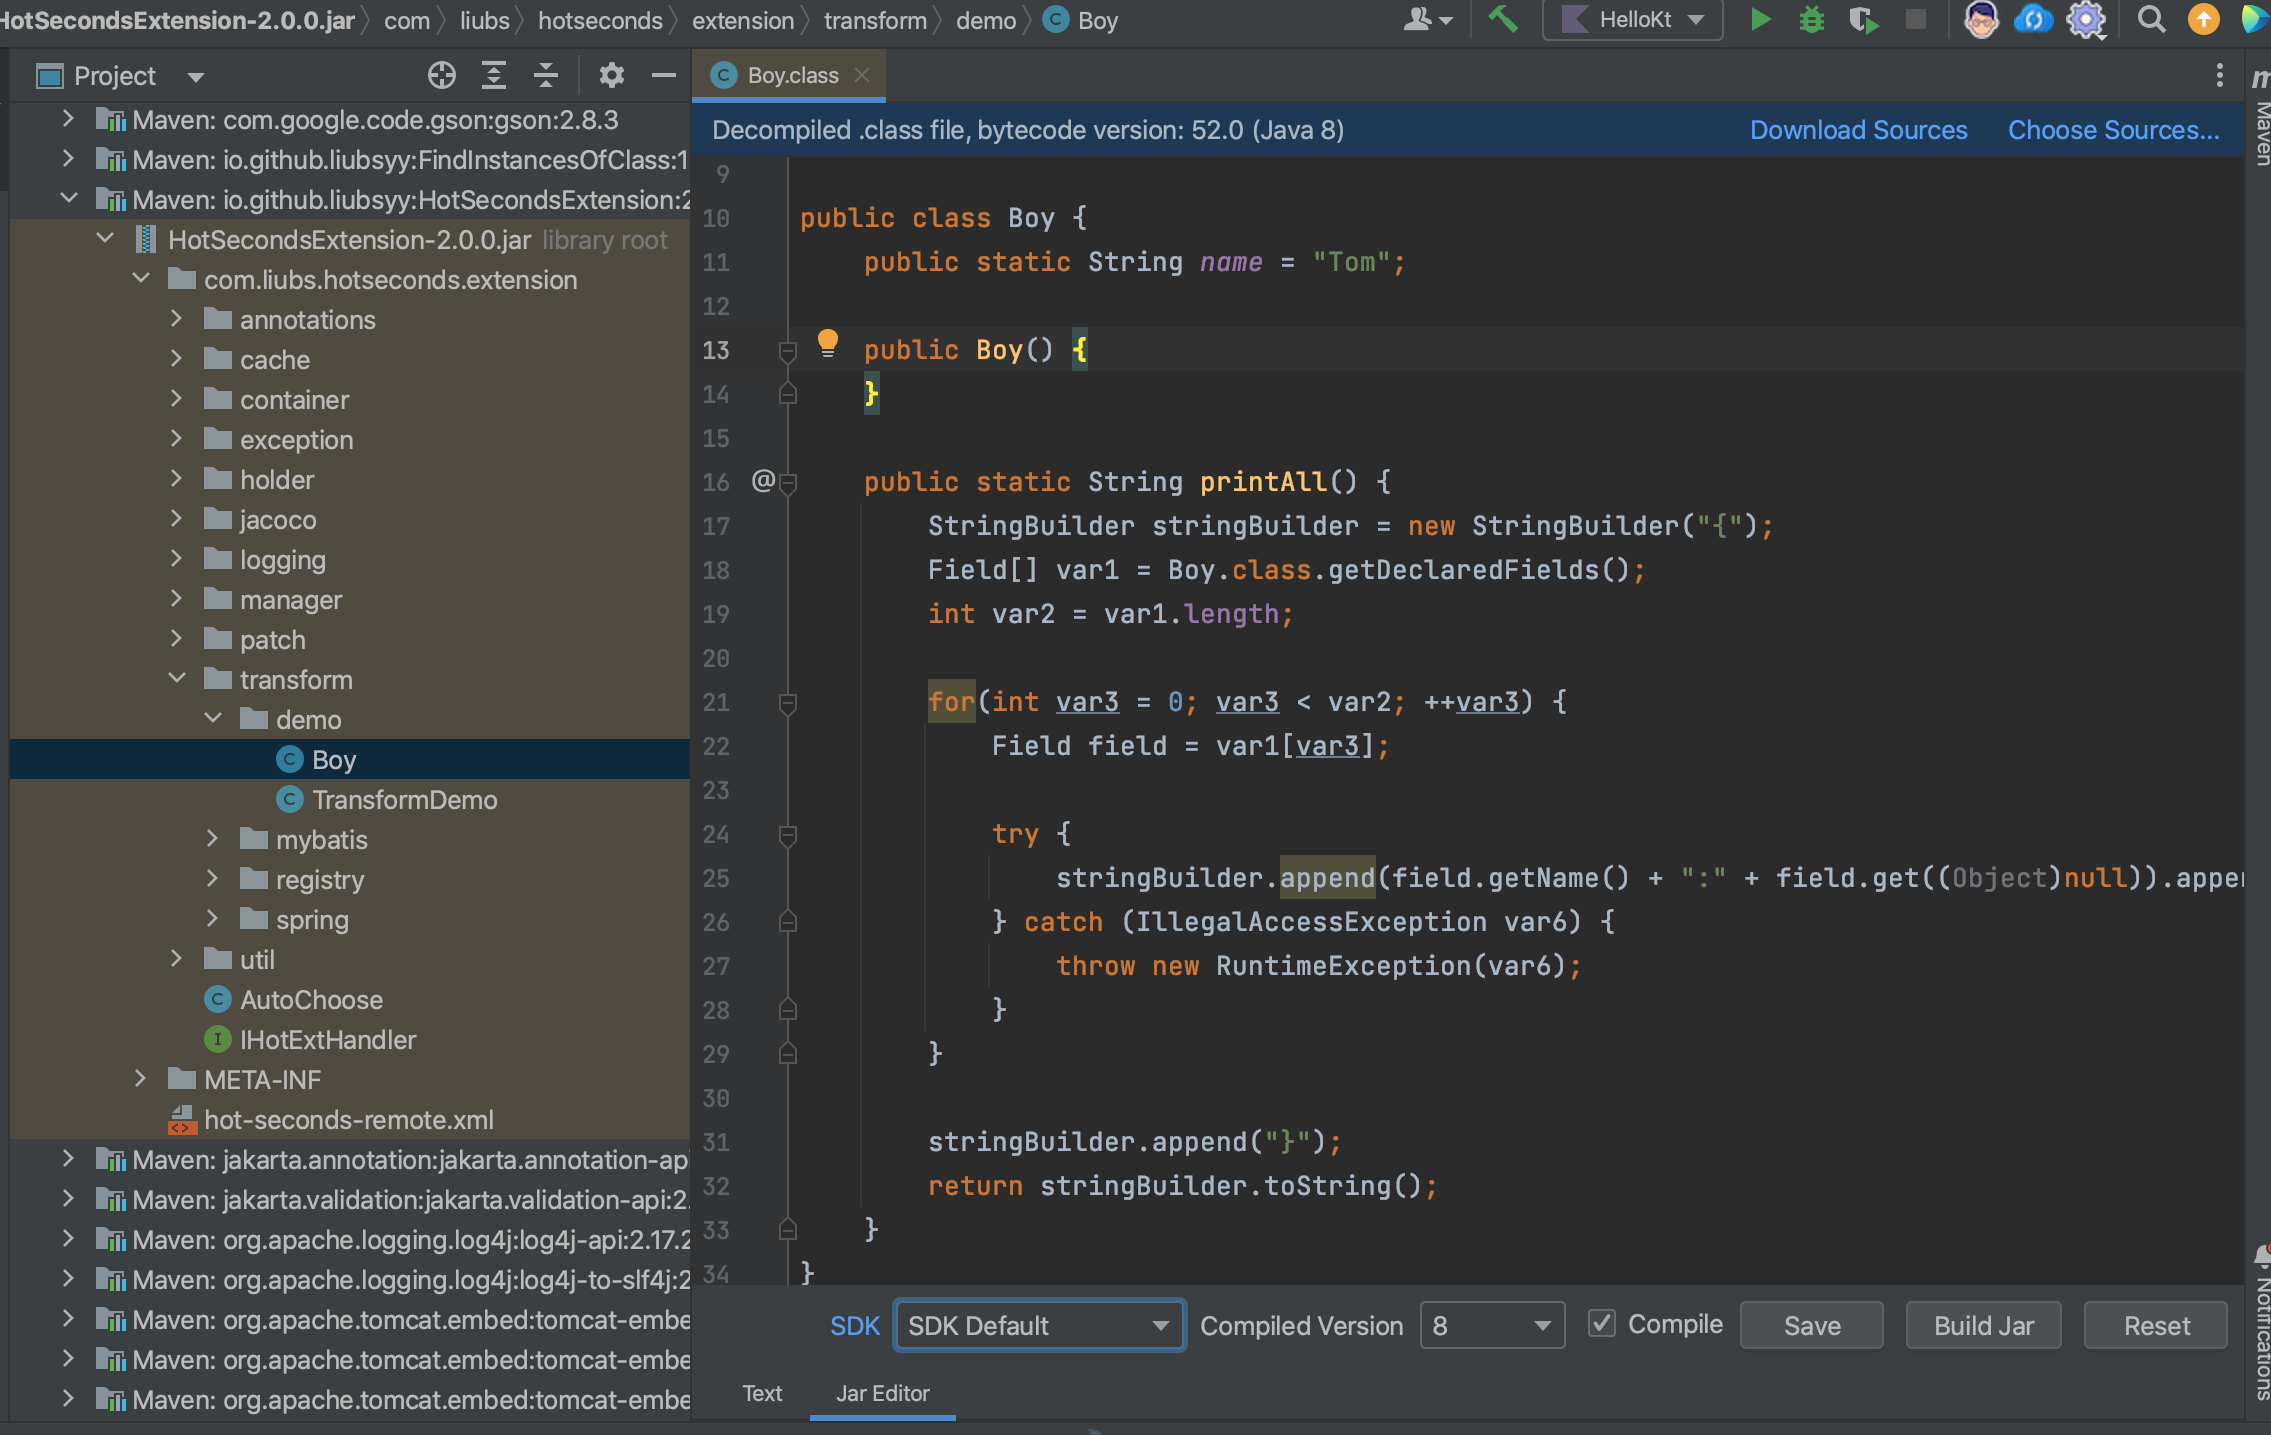 HotSecondsExtension-2.0.0.jar com liubs hotseconds extension transform demo Boy
HelloKt
Project
Boy.class
Maven
Decompiled .class file, bytecode version: 52.0 (Java 8) Download Sources Choose Sources...
Maven: com.google.code.gson:gson:2.8.3
Maven: io.github.liubsyy:FindInstancesOfClass:1
Maven: io.github.liubsyy:HotSecondsExtension:2
HotSecondsExtension-2.0.0.jar library root
com.liubs.hotseconds.extension
annotations
cache
container
exception
holder
jacoco
logging
manager
patch
transform
demo
Boy
TransformDemo
mybatis
registry
spring
util
AutoChoose
IHotExtHandler
META-INF
hot-seconds-remote.xml
Maven: jakarta.annotation:jakarta.annotation-api
Maven: jakarta.validation:jakarta.validation-api:2.
Maven: org.apache.logging.log4j:log4j-api:2.17.2
Maven: org.apache.logging.log4j:log4j-to-slf4j:2
Maven: org.apache.tomcat.embed:tomcat-embe
Maven: org.apache.tomcat.embed:tomcat-embe
Maven: org.apache.tomcat.embed:tomcat-embe
9
10 public class Boy {
11 public static String name = "Tom";
12
13 public Boy() {
14 }
15
16 @ public static String printAll() {
17 StringBuilder stringBuilder = new StringBuilder("{");
18 Field[] var1 = Boy.class.getDeclaredFields();
19 int var2 = var1.length;
20
21 for(int var3 = 0; var3 < var2; ++var3) {
22 Field field = var1[var3];
23
24 try {
25 stringBuilder.append(field.getName() + ":" + field.get((Object)null)).appen
26 } catch (IllegalAccessException var6) {
27 throw new RuntimeException(var6);
28 }
29 }
30
31 stringBuilder.append("}");
32 return stringBuilder.toString();
33 }
34 }
SDK SDK Default Compiled Version 8 Compile Save Build Jar Reset
Text Jar Editor
Notifications